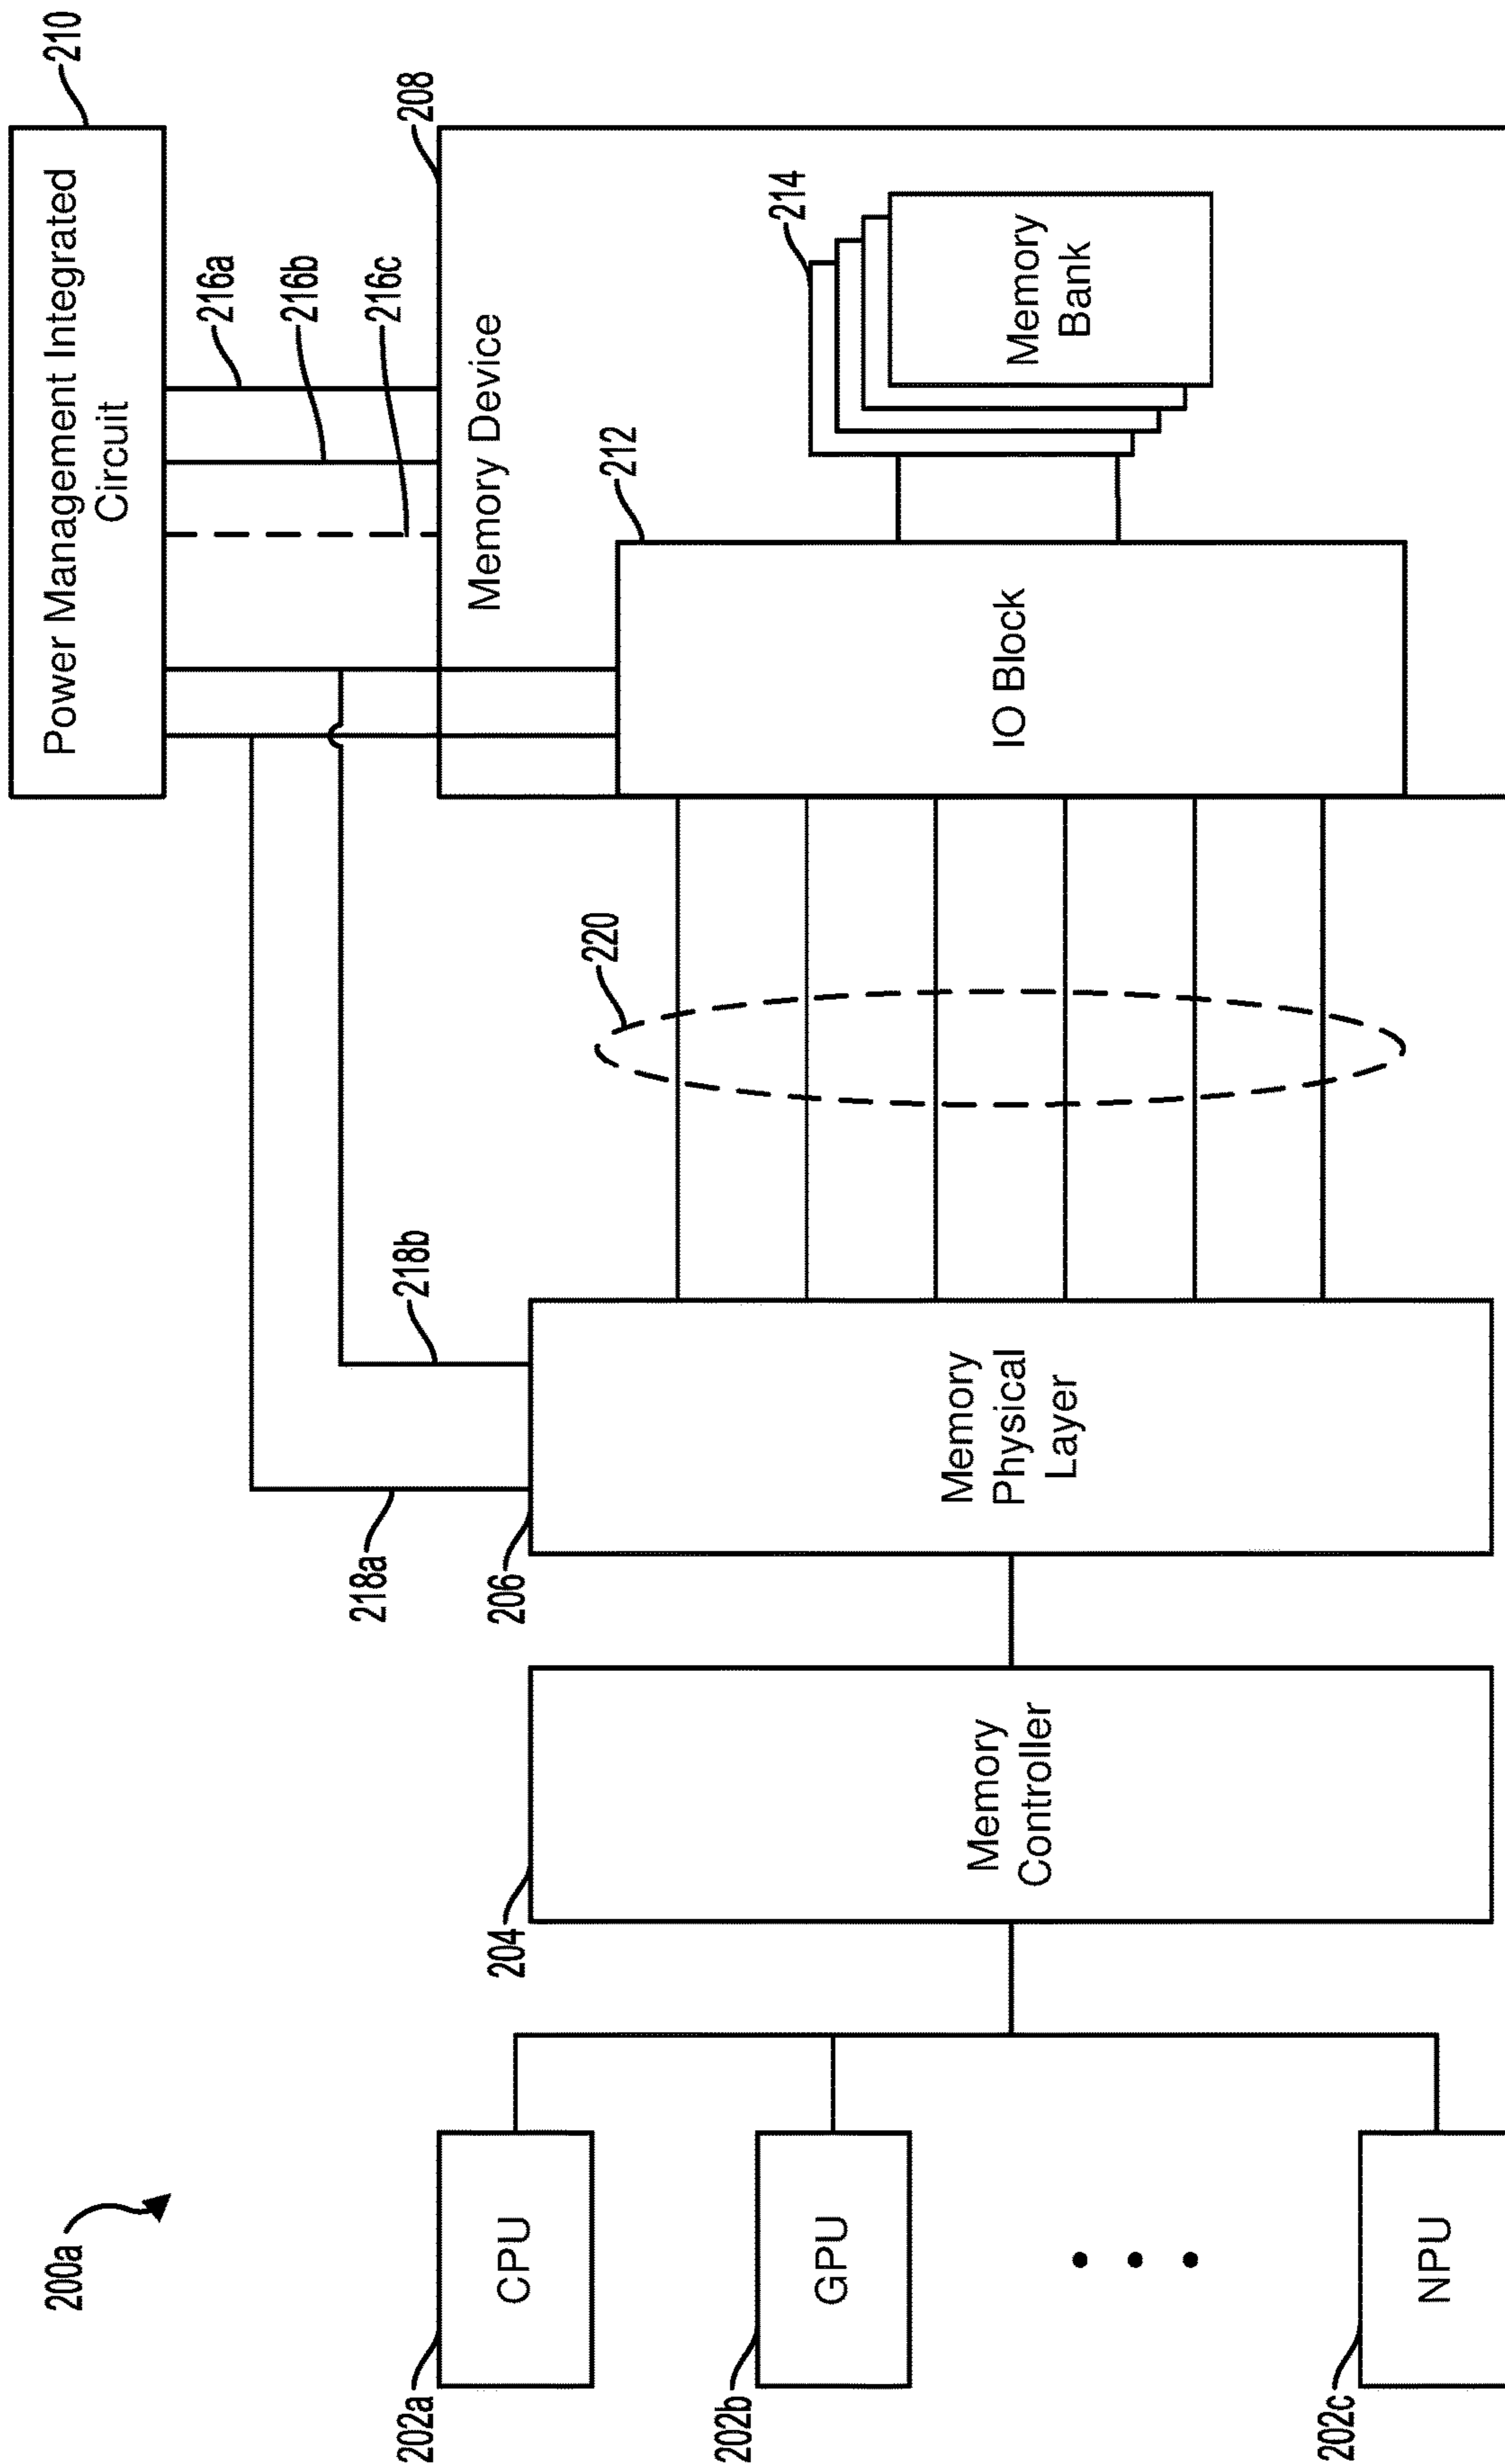 200a
Power Management Integrated
Circuit
210
216a
216b
216c
218a
218b
208
Memory Device
202a
CPU
204
Memory
Controller
206
Memory
Physical
Layer
220
212
IO Block
214
Memory
Bank
202b
GPU
202c
NPU